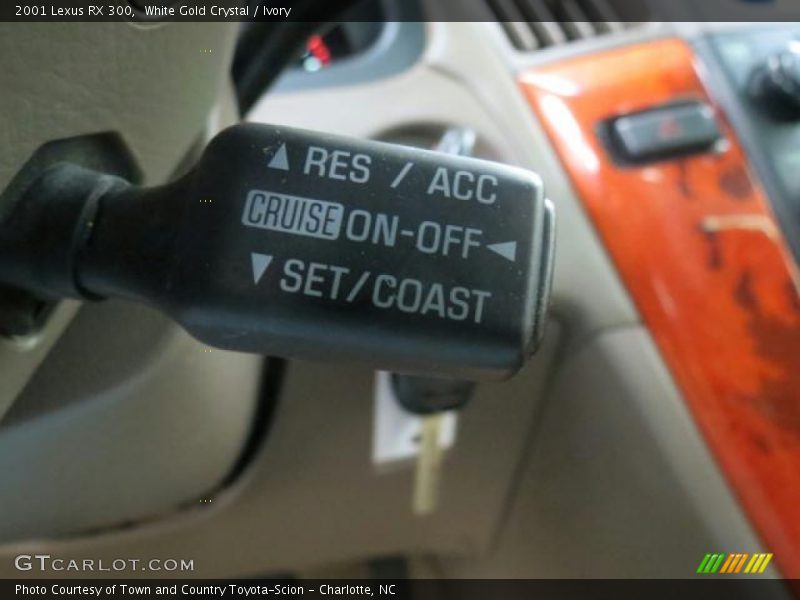 2001 Lexus RX 300, White Gold Crystal / Ivory
▲ RES / ACC
CRUISE ON-OFF ◀
▼ SET/COAST
GTCARLOT.COM
Photo Courtesy of Town and Country Toyota-Scion - Charlotte, NC